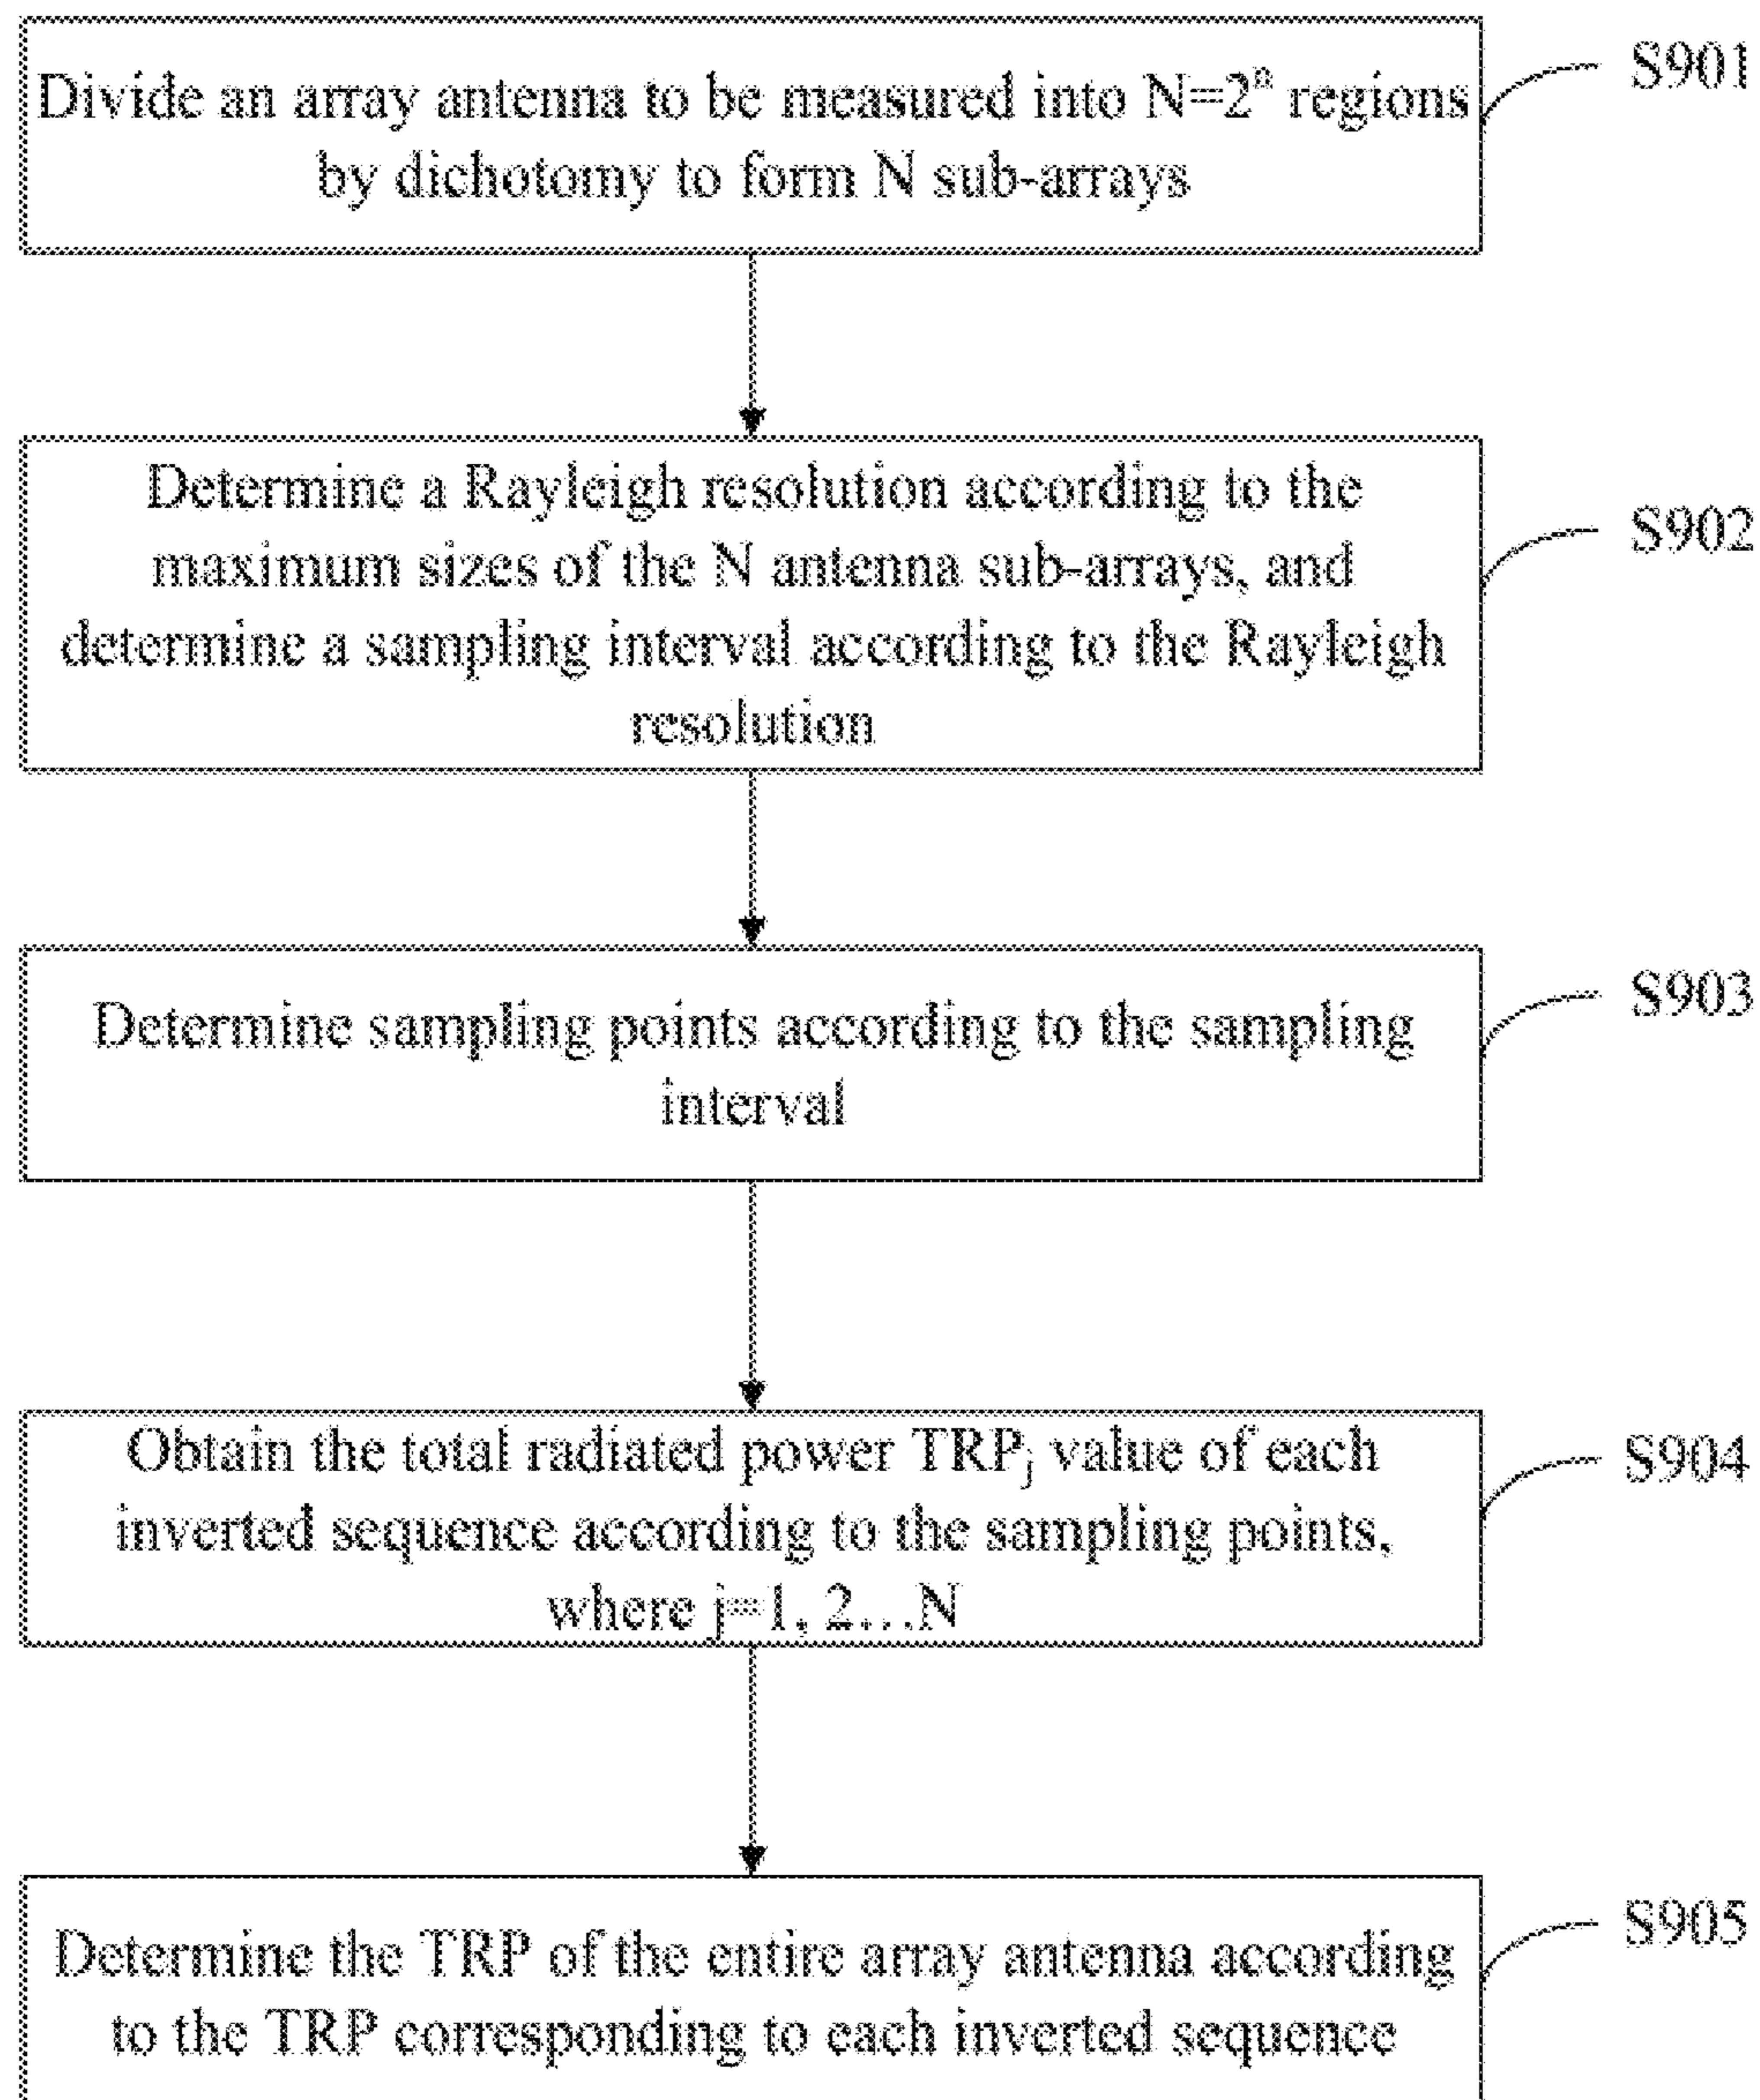 Divide an array antenna to be measured into N=2ⁿ regions
by dichotomy to form N sub-arrays
S901
Determine a Rayleigh resolution according to the
maximum sizes of the N antenna sub-arrays, and
determine a sampling interval according to the Rayleigh
resolution
S902
Determine sampling points according to the sampling
interval
S903
Obtain the total radiated power TRPⱼ value of each
inverted sequence according to the sampling points,
where j=1, 2…N
S904
Determine the TRP of the entire array antenna according
to the TRP corresponding to each inverted sequence
S905